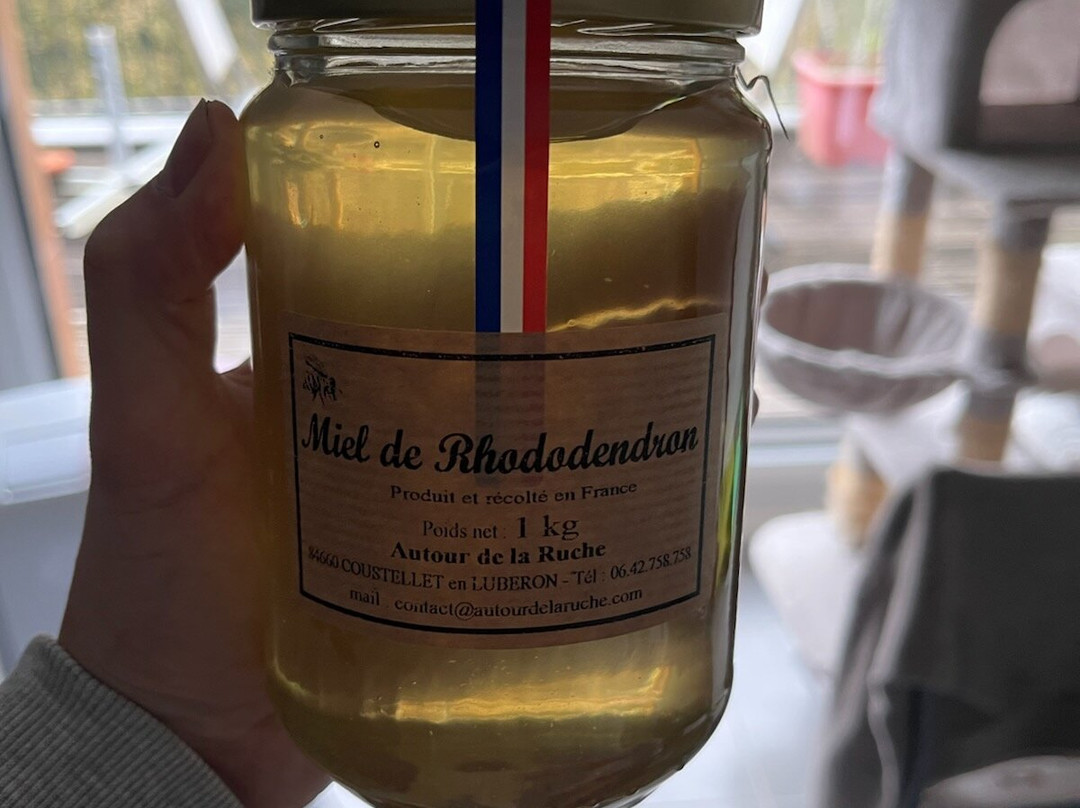 Miel de Rhododendron
Produit et récolté en France
Poids net : 1 kg
Autour de la Ruche
84660 COUSTELLET en LUBERON - Tél : 06.42.758.758
mail : contact@autourdelaruche.com